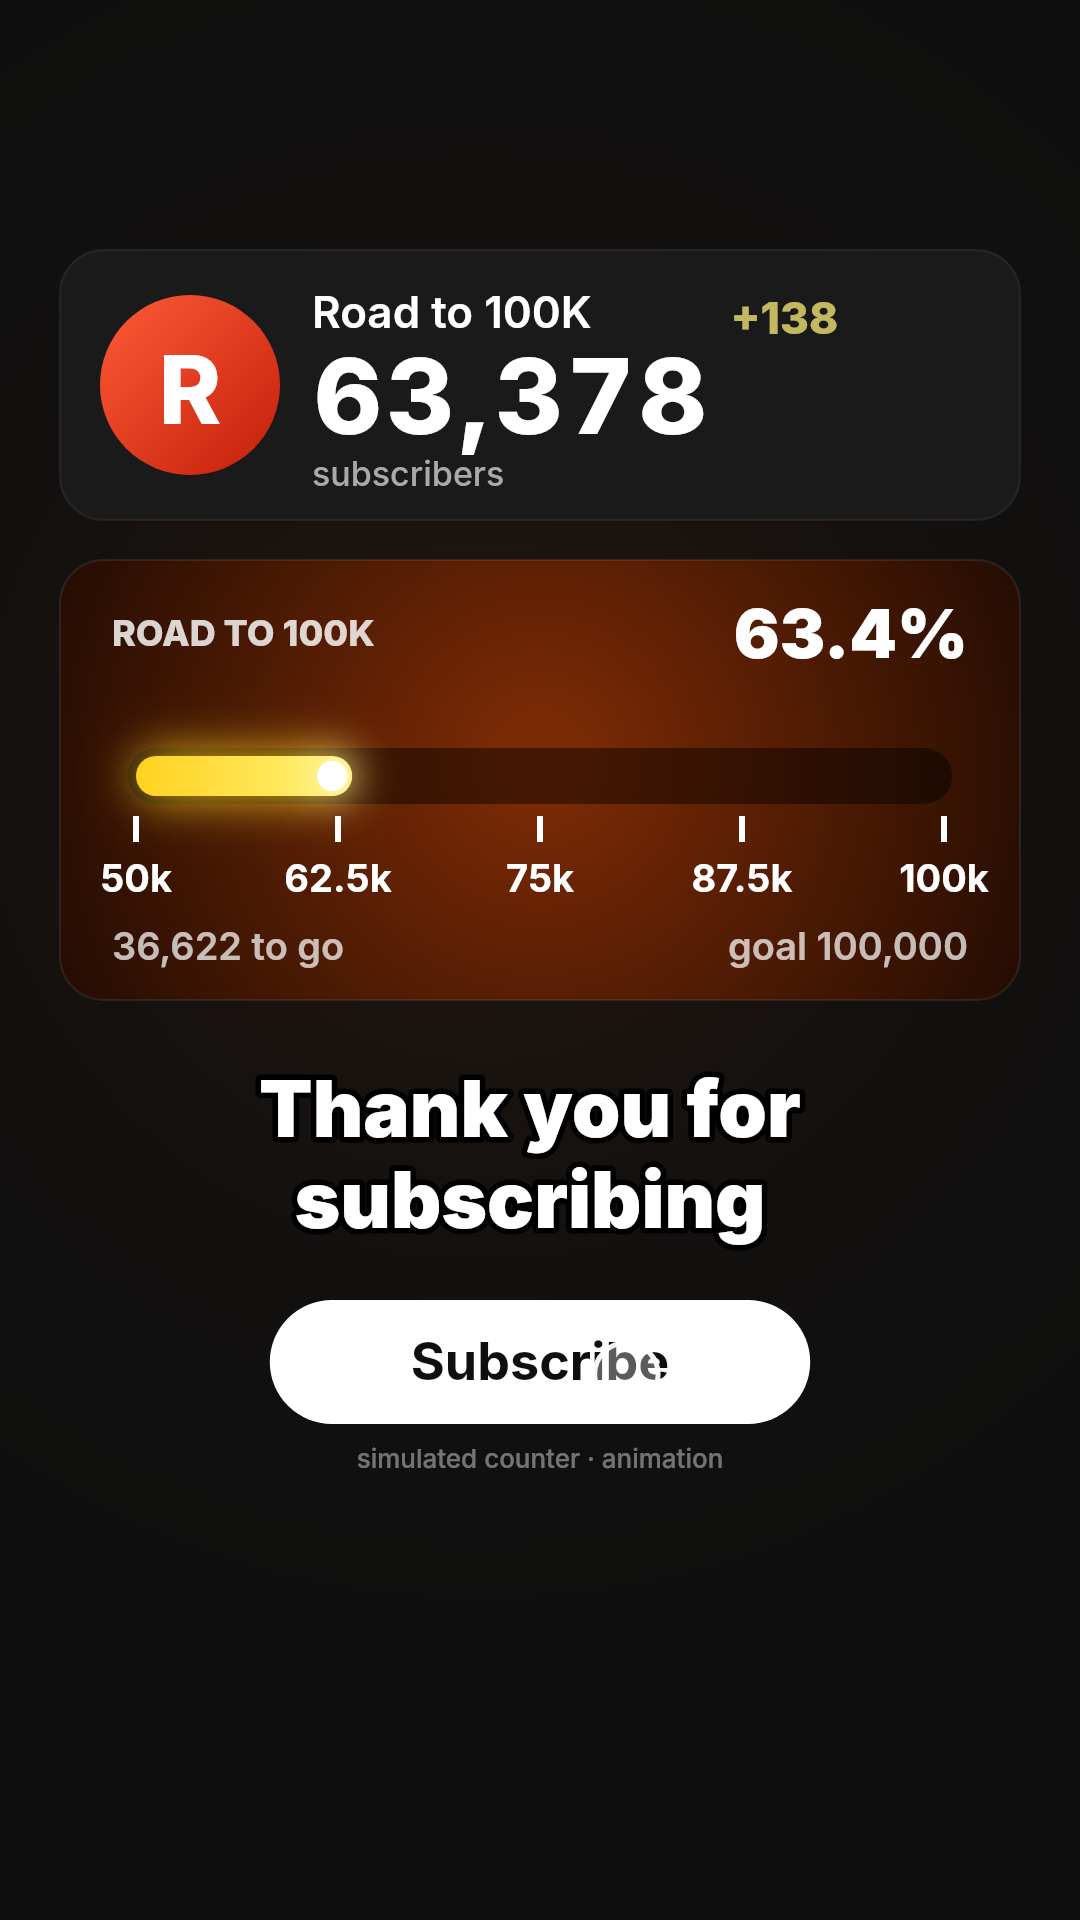 R
Road to 100K
+138
63,378
subscribers
ROAD TO 100K
63.4%
50k 62.5k 75k 87.5k 100k
36,622 to go
goal 100,000
Thank you for
subscribing
Subscribe
simulated counter · animation